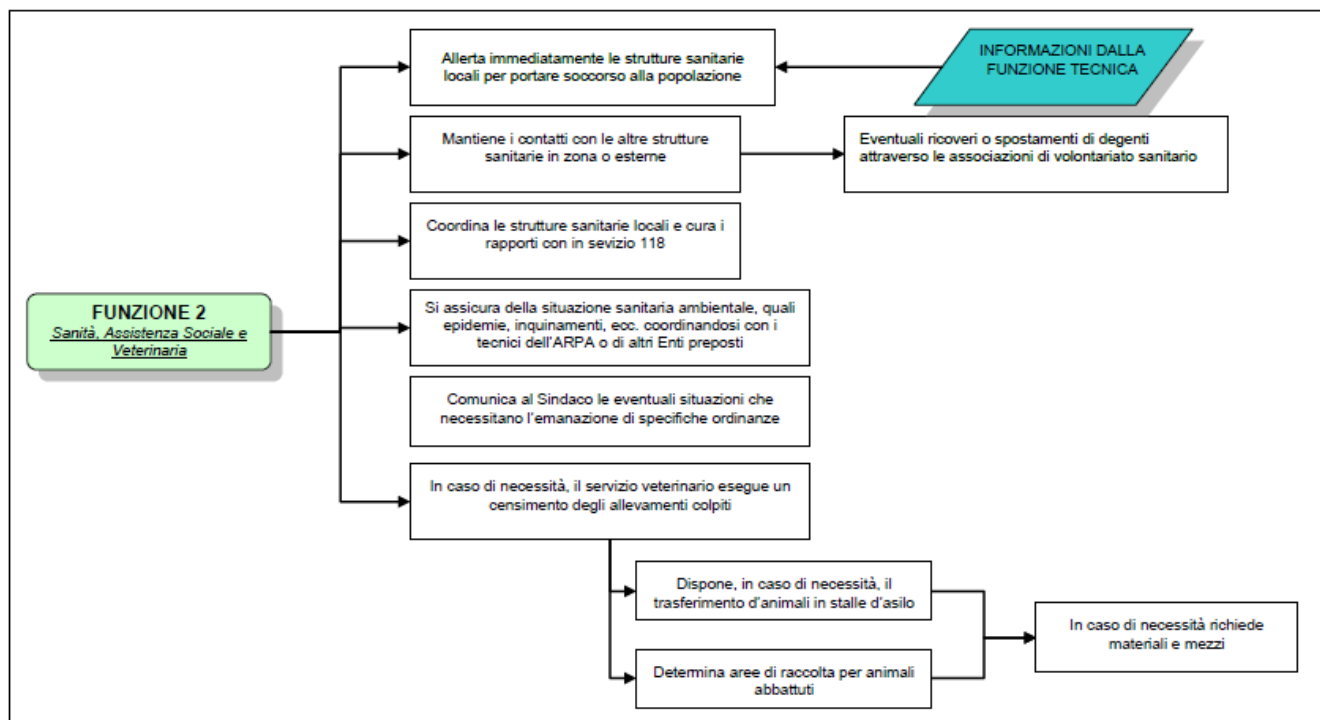 Allerta immediatamente le strutture sanitarie
locali per portare soccorso alla popolazione
INFORMAZIONI DALLA
FUNZIONE TECNICA
Mantiene i contatti con le altre strutture
sanitarie in zona o esterne
Eventuali ricoveri o spostamenti di degenti
attraverso le associazioni di volontariato sanitario
Coordina le strutture sanitarie locali e cura i
rapporti con in sevizio 118
FUNZIONE 2
Sanità, Assistenza Sociale e
Veterinaria
Si assicura della situazione sanitaria ambientale, quali
epidemie, inquinamenti, ecc. coordinandosi con i
tecnici dell'ARPA o di altri Enti preposti
Comunica al Sindaco le eventuali situazioni che
necessitano l'emanazione di specifiche ordinanze
In caso di necessità, il servizio veterinario esegue un
censimento degli allevamenti colpiti
Dispone, in caso di necessità, il
trasferimento d'animali in stalle d'asilo
In caso di necessità richiede
materiali e mezzi
Determina aree di raccolta per animali
abbattuti